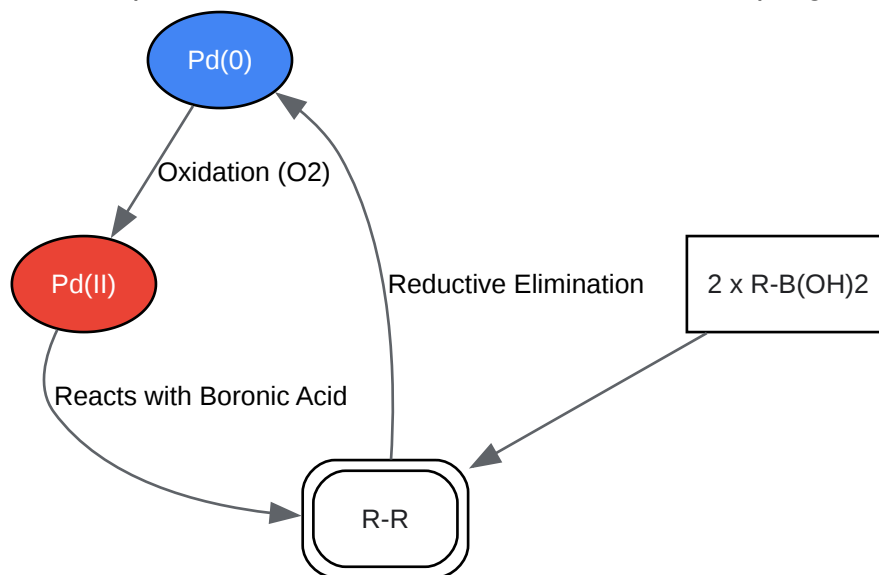 Pd(0)
Oxidation (O2)
Pd(II)
Reductive Elimination
2 x R-B(OH)2
Reacts with Boronic Acid
R-R